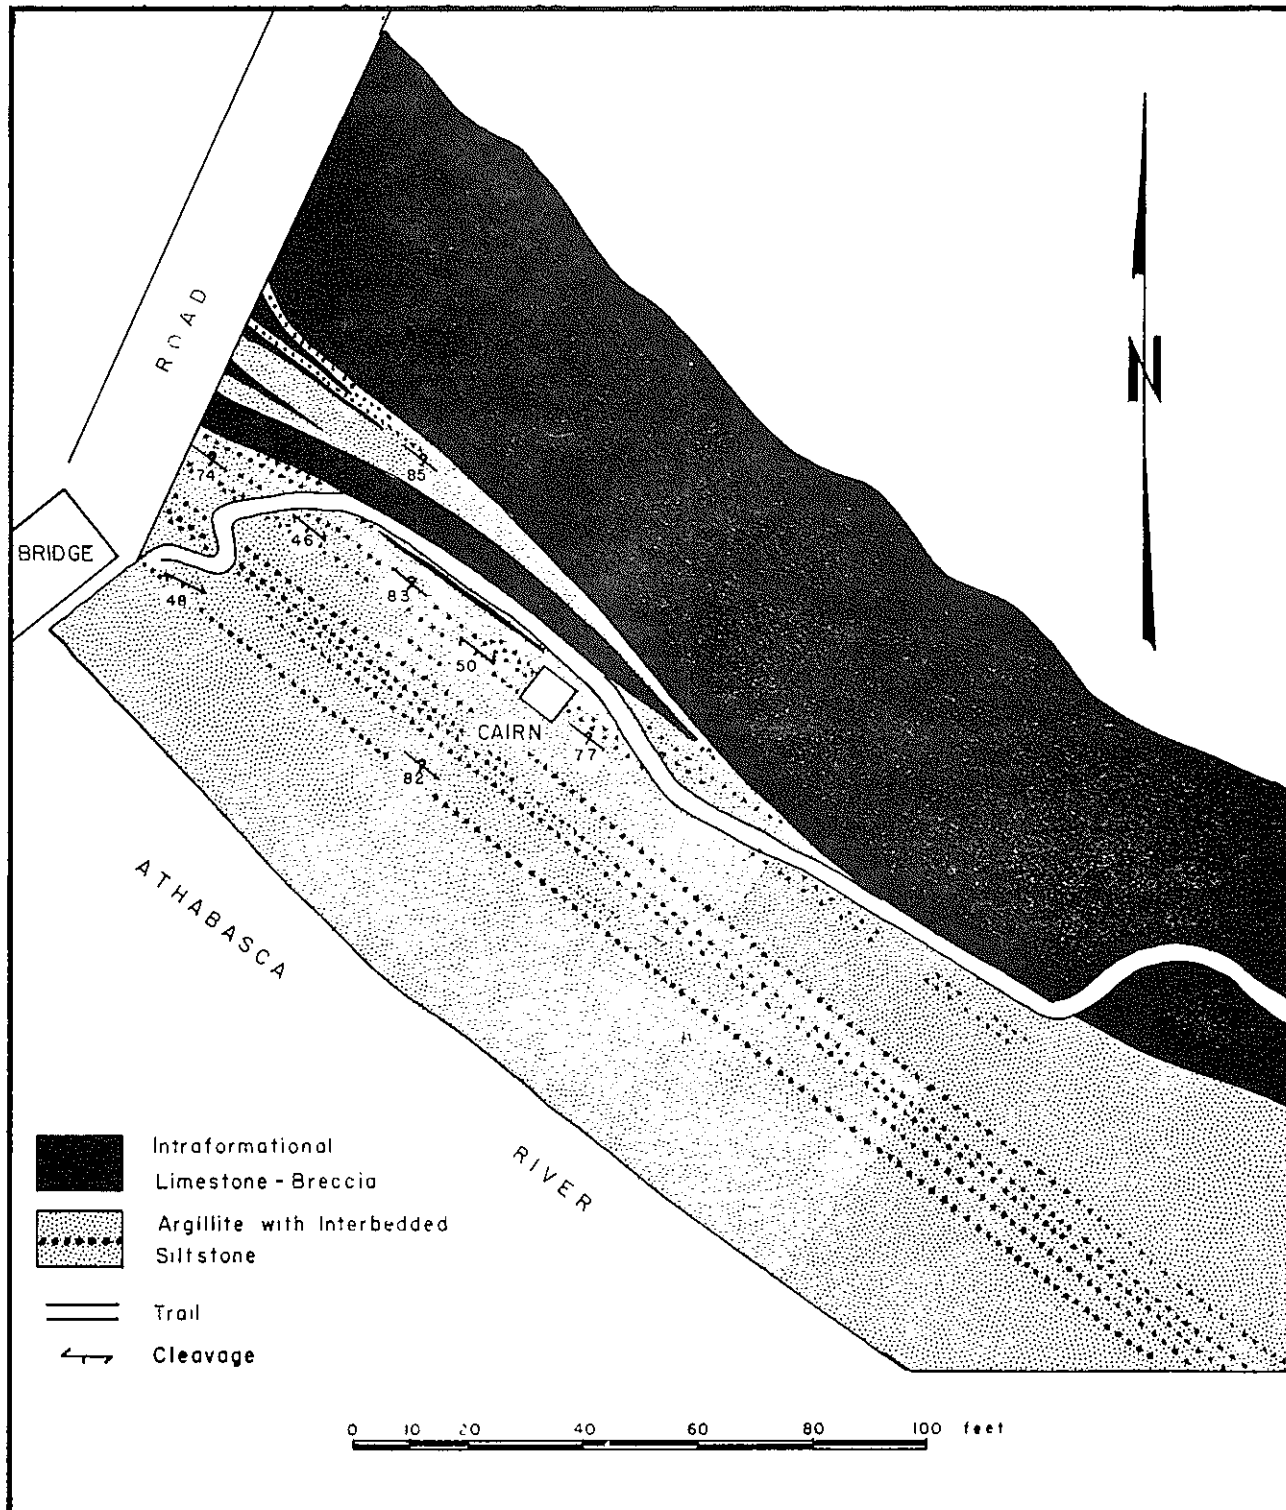 ROAD
N
74
85
BRIDGE
46
48
83
50
CAIRN
77
82
ATHABASCA
RIVER
Intraformational
Limestone - Breccia
Argillite with Interbedded
Siltstone
Trail
Cleavage
0 10 20 40 60 80 100 feet